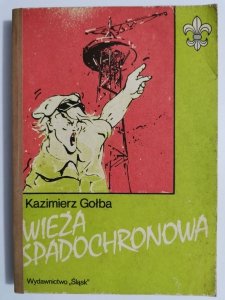 Kazimierz Gołba
WIEŻA
SPADOCHRONOWA
Wydawnictwo „Śląsk"